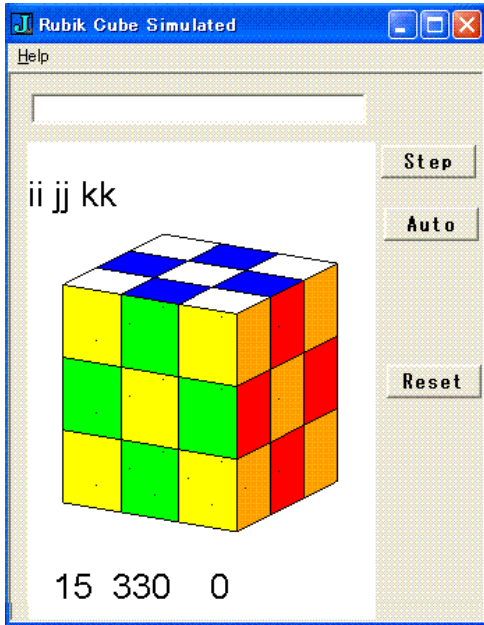 Rubik Cube Simulated
Help
Step
ii jj kk
Auto
Reset
15 330 0